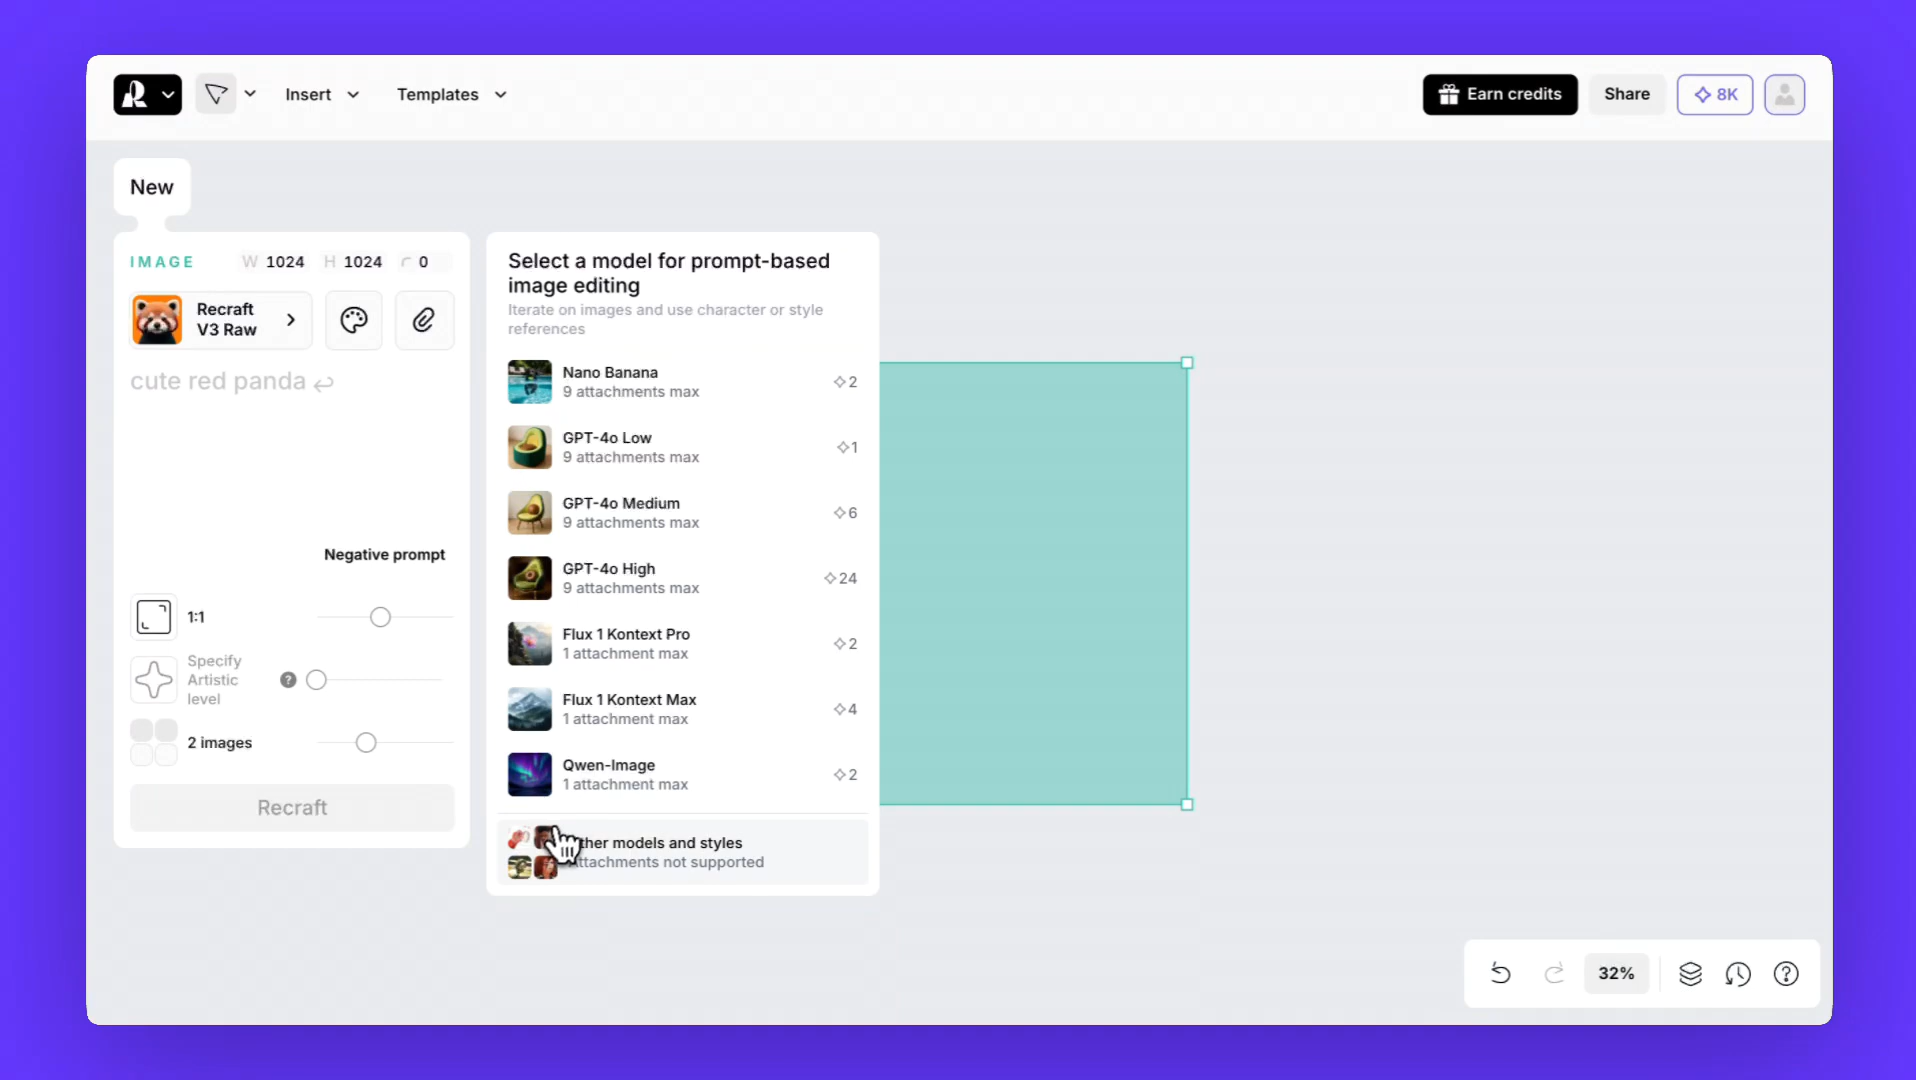 Insert
Templates
Earn credits
Share
8K
New
IMAGE
W 1024
H 1024
0
Recraft
V3 Raw
cute red panda
Negative prompt
1:1
Specify
Artistic
level
?
2 images
Recraft
Select a model for prompt-based
image editing
Iterate on images and use character or style
references
Nano Banana
9 attachments max
2
GPT-4o Low
9 attachments max
1
GPT-4o Medium
9 attachments max
6
GPT-4o High
9 attachments max
24
Flux 1 Kontext Pro
1 attachment max
2
Flux 1 Kontext Max
1 attachment max
4
Qwen-Image
1 attachment max
2
ther models and styles
ttachments not supported
32%
?